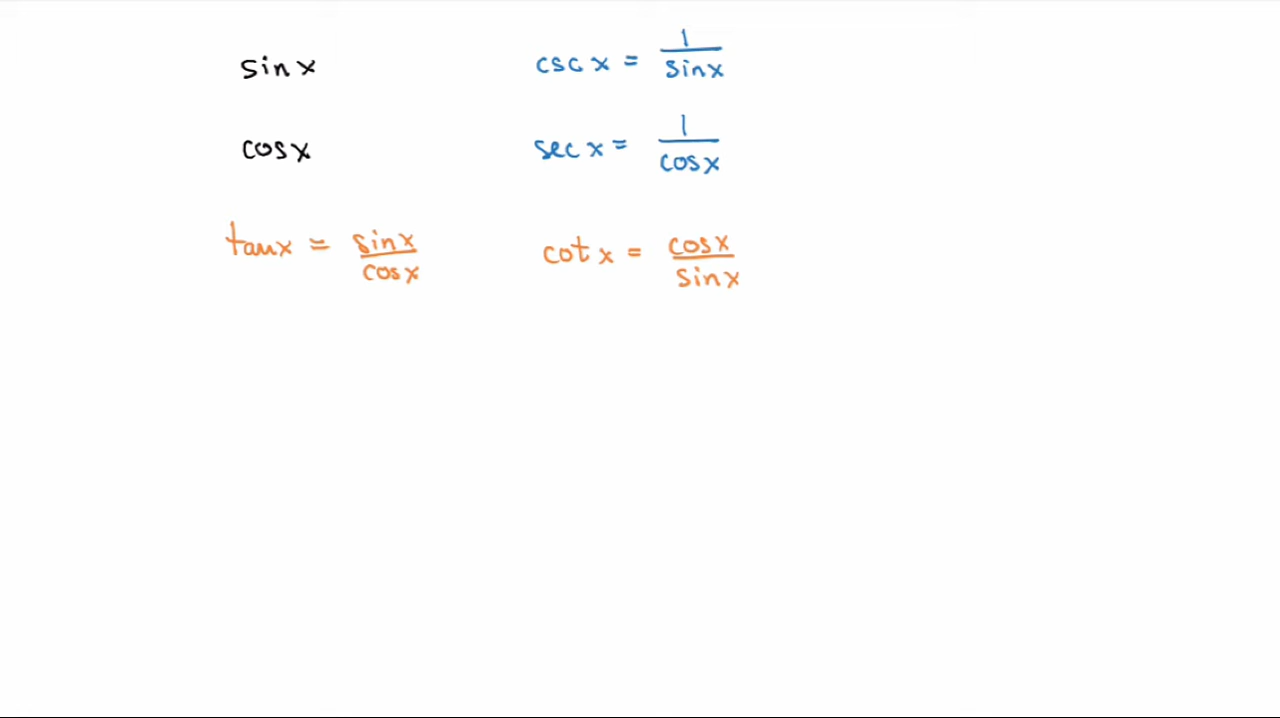 sin x    csc x = 1/sin x
cos x    sec x = 1/cos x
tan x = sin x/cos x    cot x = cos x/sin x